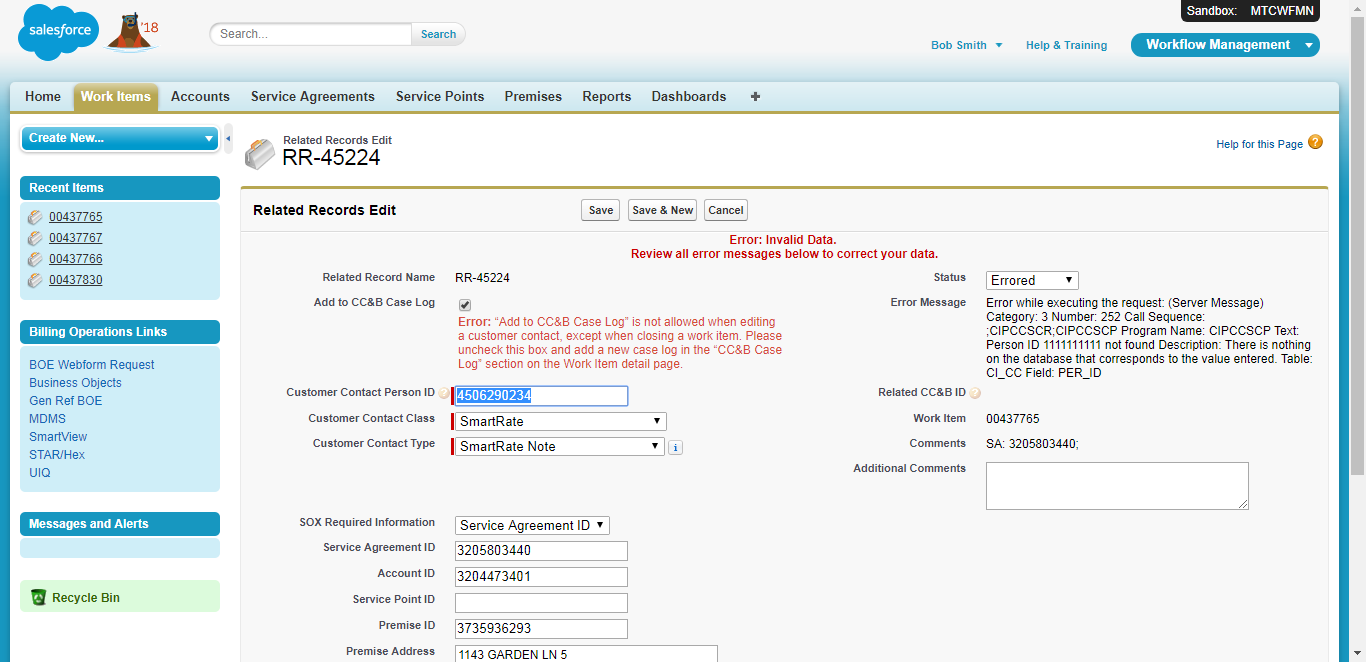 Sandbox: MTCWFMN
salesforce
'18
Search...
Search
Bob Smith
Help & Training
Workflow Management
Home
Work Items
Accounts
Service Agreements
Service Points
Premises
Reports
Dashboards
+
Create New...
Recent Items
00437765
00437767
00437766
00437830
Billing Operations Links
BOE Webform Request
Business Objects
Gen Ref BOE
MDMS
SmartView
STAR/Hex
UIQ
Messages and Alerts
Recycle Bin
Related Records Edit
RR-45224
Help for this Page ?
Related Records Edit
Save
Save & New
Cancel
Error: Invalid Data.
Review all error messages below to correct your data.
Related Record Name RR-45224
Add to CC&B Case Log
Error: “Add to CC&B Case Log” is not allowed when editing
a customer contact, except when closing a work item. Please
uncheck this box and add a new case log in the “CC&B Case
Log” section on the Work Item detail page.
Customer Contact Person ID ? 4506290234
Customer Contact Class SmartRate
Customer Contact Type SmartRate Note i
SOX Required Information Service Agreement ID
Service Agreement ID 3205803440
Account ID 3204473401
Service Point ID
Premise ID 3735936293
Premise Address 1143 GARDEN LN 5
Status Errored
Error Message Error while executing the request: (Server Message)
Category: 3 Number: 252 Call Sequence:
;CIPCCSCR;CIPCCSCP Program Name: CIPCCSCP Text:
Person ID 1111111111 not found Description: There is nothing
on the database that corresponds to the value entered. Table:
CI_CC Field: PER_ID
Related CC&B ID ?
Work Item 00437765
Comments SA: 3205803440;
Additional Comments